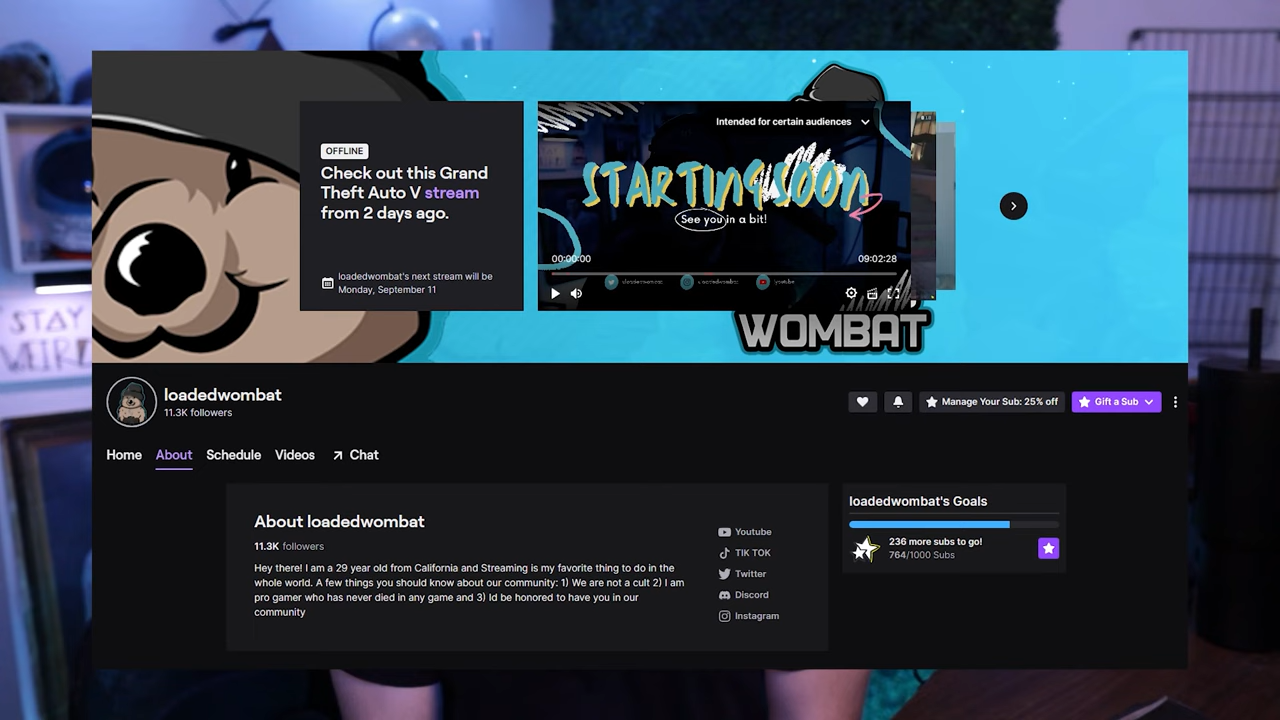 STAY
WEIRD
OFFLINE
Check out this Grand
Theft Auto V stream
from 2 days ago.
loadedwombat's next stream will be
Monday, September 11
Intended for certain audiences
STARTING SOON
See you in a bit!
00:00:00
09:02:28
loadedwombat
loadedwombat
youtube
WOMBAT
loadedwombat
11.3K followers
Manage Your Sub: 25% off
Gift a Sub
Home
About
Schedule
Videos
Chat
About loadedwombat
11.3K followers
Hey there! I am a 29 year old from California and Streaming is my favorite thing to do in the
whole world. A few things you should know about our community: 1) We are not a cult 2) I am
pro gamer who has never died in any game and 3) Id be honored to have you in our
community
Youtube
TIK TOK
Twitter
Discord
Instagram
loadedwombat's Goals
236 more subs to go!
764/1000 Subs